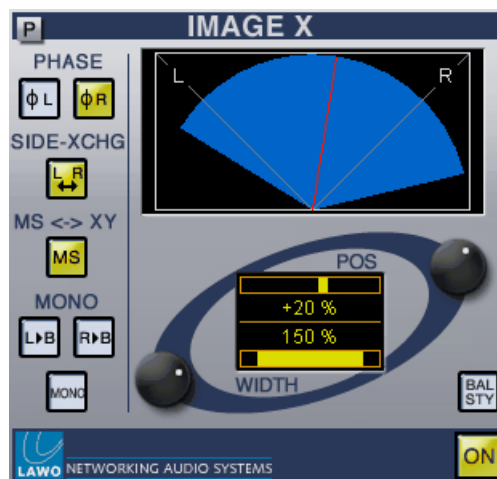 P
IMAGE X
PHASE
ϕL
ϕR
SIDE-XCHG
L R
MS <-> XY
MS
MONO
L▶B
R▶B
MONO
L
R
POS
+20 %
150 %
WIDTH
BAL
STY
LAWO
NETWORKING AUDIO SYSTEMS
ON